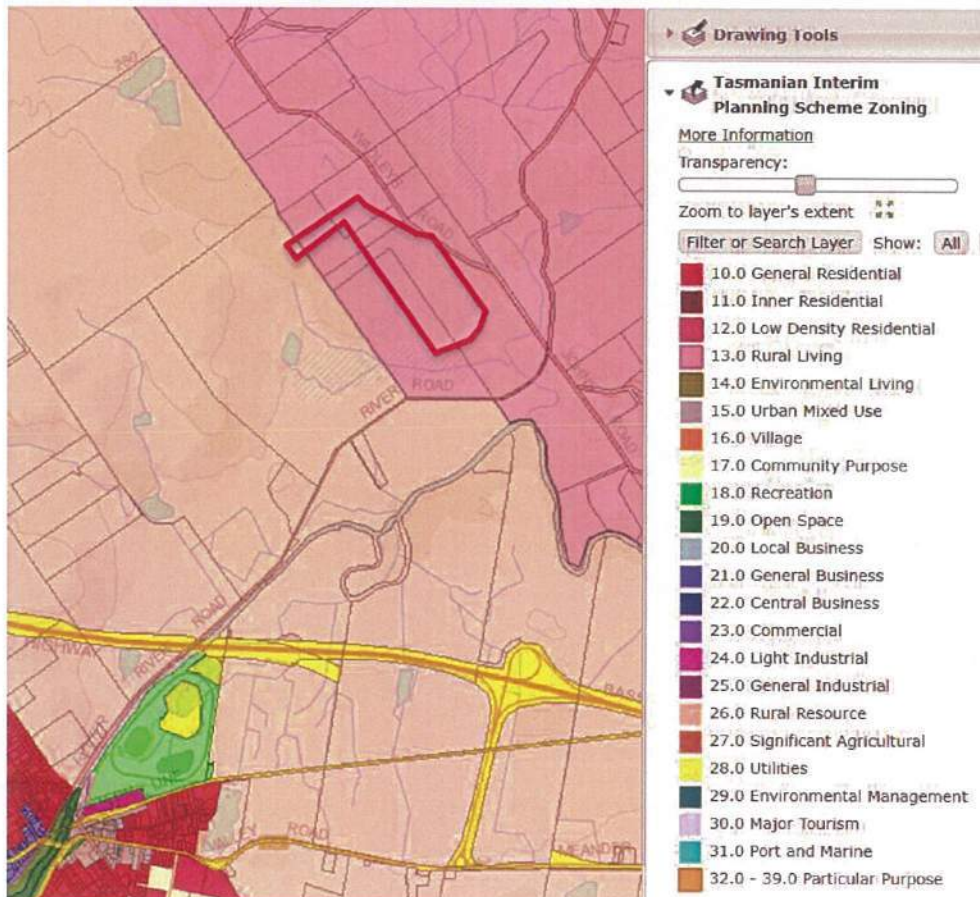 Drawing Tools
Tasmanian Interim
Planning Scheme Zoning
More Information
Transparency:
Zoom to layer's extent
Filter or Search Layer Show: All
10.0 General Residential
11.0 Inner Residential
12.0 Low Density Residential
13.0 Rural Living
14.0 Environmental Living
15.0 Urban Mixed Use
16.0 Village
17.0 Community Purpose
18.0 Recreation
19.0 Open Space
20.0 Local Business
21.0 General Business
22.0 Central Business
23.0 Commercial
24.0 Light Industrial
25.0 General Industrial
26.0 Rural Resource
27.0 Significant Agricultural
28.0 Utilities
29.0 Environmental Management
30.0 Major Tourism
31.0 Port and Marine
32.0 - 39.0 Particular Purpose
ROAD
RIVER ROAD
ROAD
HIGHWAY
RIVER ROAD
BASS
VALLEY ROAD
MEANDER